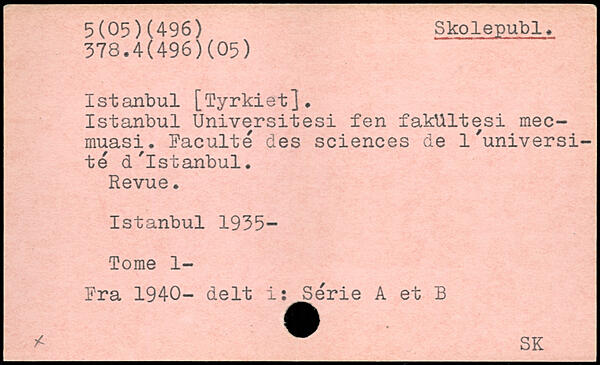 5(05)(496) Skolepubl.
378.4(496)(05)
Istanbul [Tyrkiet].
Istanbul Universitesi fen fakültesi mec-
muasi. Faculté des sciences de l'universi-
té d'Istanbul.
Revue.
Istanbul 1935-
Tome 1-
Fra 1940- delt i: Série A et B
x SK